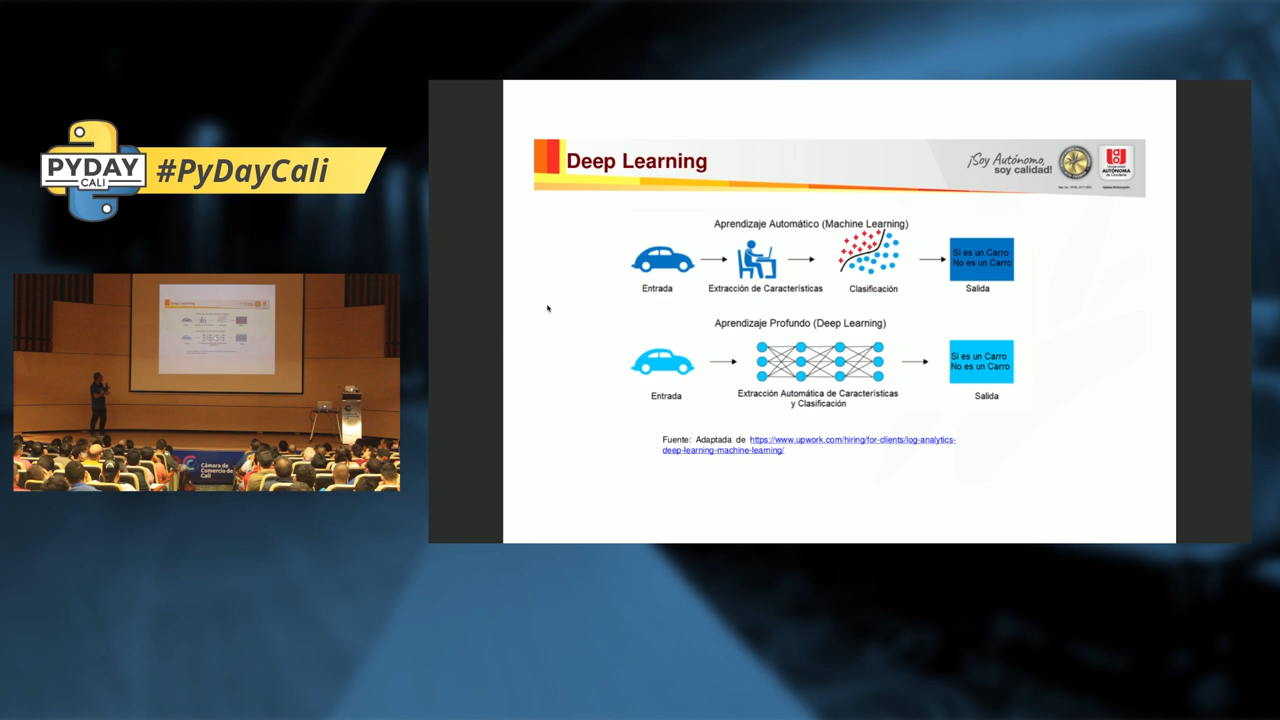 PYDAY
CALI
#PyDayCali
Deep Learning
¡Soy Autónomo,
soy calidad!
UNIVERSIDAD
AUTÓNOMA
de Occidente
Aprendizaje Automático (Machine Learning)
Si es un Carro
No es un Carro
Entrada
Extracción de Características
Clasificación
Salida
Aprendizaje Profundo (Deep Learning)
Si es un Carro
No es un Carro
Entrada
Extracción Automática de Características
y Clasificación
Salida
Fuente: Adaptada de https://www.upwork.com/hiring/for-clients/log-analytics-
deep-learning-machine-learning/
Deep Learning
Cámara de
Comercio de
Cali